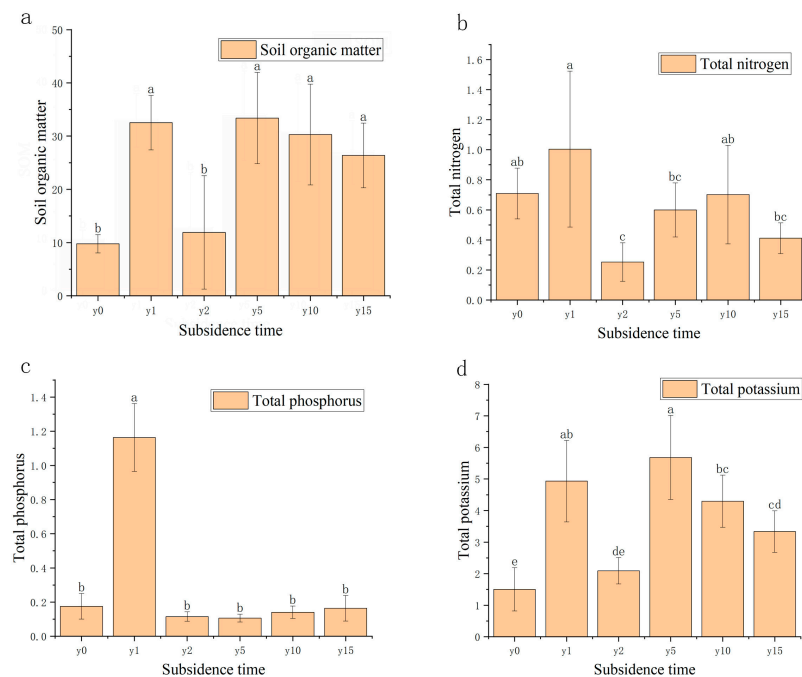 a
Soil organic matter
50
40
30
20
10
0
Soil organic matter
b
a
b
a
a
a
y0 y1 y2 y5 y10 y15
Subsidence time
b
Total nitrogen
1.6
1.4
1.2
1.0
0.8
0.6
0.4
0.2
0.0
Total nitrogen
ab
a
c
bc
ab
bc
y0 y1 y2 y5 y10 y15
Subsidence time
c
Total phosphorus
1.4
1.2
1.0
0.8
0.6
0.4
0.2
0.0
Total phosphorus
b
a
b
b
b
b
y0 y1 y2 y5 y10 y15
Subsidence time
d
Total potassium
8
7
6
5
4
3
2
1
0
Total potassium
e
ab
de
a
bc
cd
y0 y1 y2 y5 y10 y15
Subsidence time